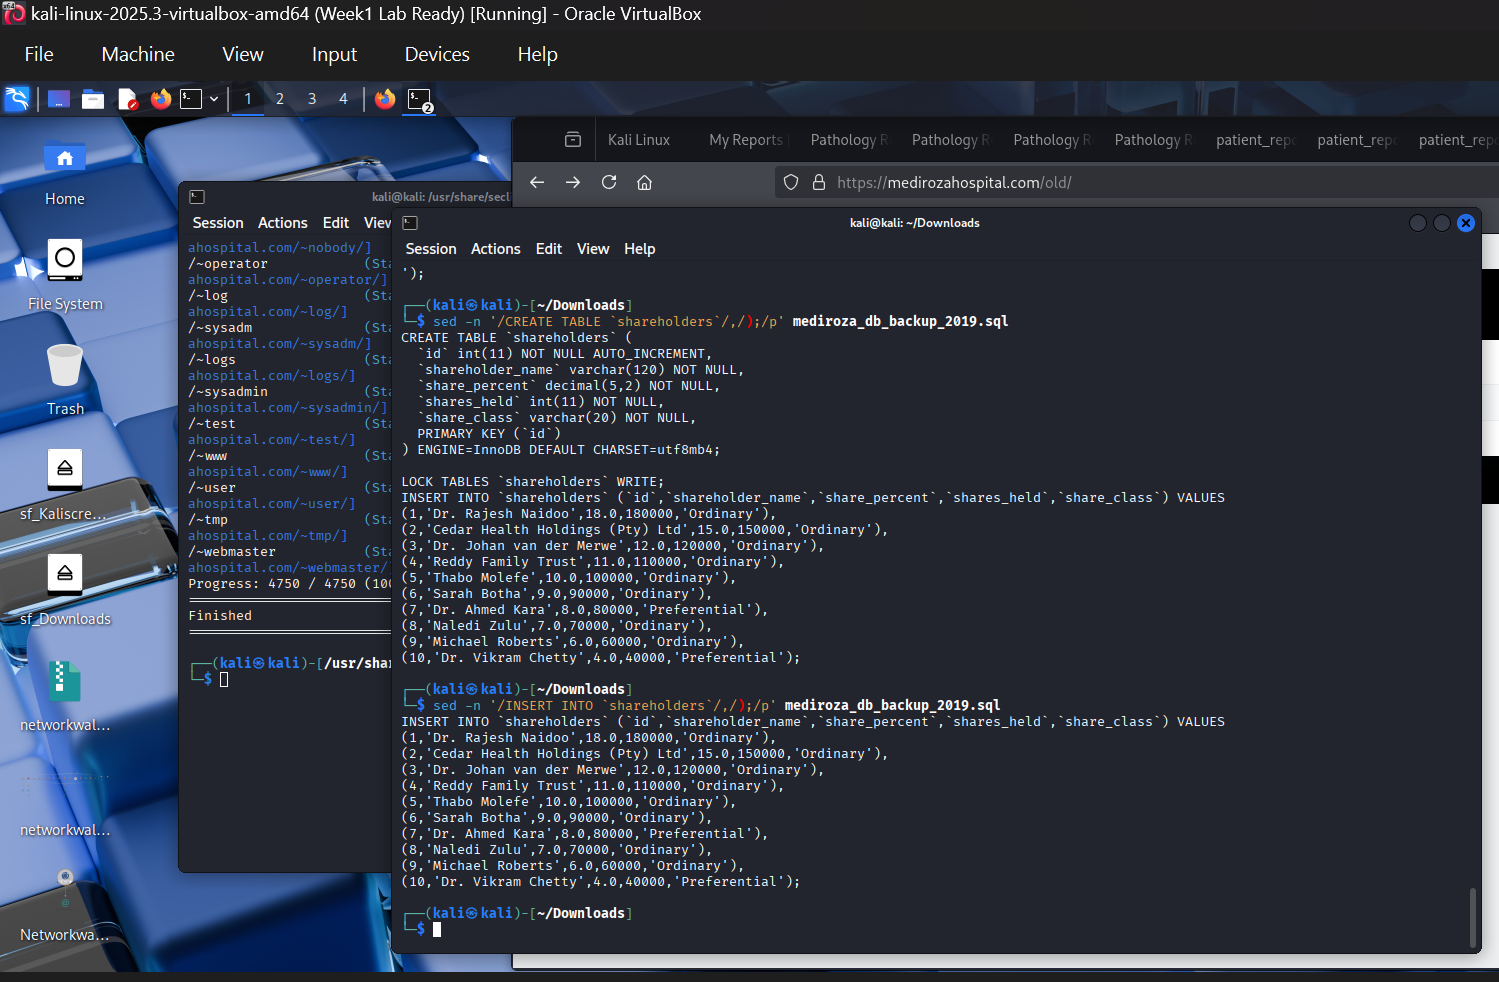 kali-linux-2025.3-virtualbox-amd64 (Week1 Lab Ready) [Running] - Oracle VirtualBox
File Machine View Input Devices Help
1 2 3 4 2
Kali Linux My Reports Pathology R Pathology R Pathology R Pathology R patient_repo patient_repo patient_repo
https://medirozahospital.com/old/
Home
File System
Trash
sf_Kaliscre...
sf_Downloads
networkwal...
networkwal...
Networkwa...
kali@kali: /usr/share/secl
Session Actions Edit View
ahospital.com/~nobody/]
/~operator (Sta
ahospital.com/~operator/]
/~log (Sta
ahospital.com/~log/]
/~sysadm (Sta
ahospital.com/~sysadm/]
/~logs (Sta
ahospital.com/~logs/]
/~sysadmin (Sta
ahospital.com/~sysadmin/]
/~test (Sta
ahospital.com/~test/]
/~www (Sta
ahospital.com/~www/]
/~user (Sta
ahospital.com/~user/]
/~tmp (Sta
ahospital.com/~tmp/]
/~webmaster (Sta
ahospital.com/~webmaster/
Progress: 4750 / 4750 (100
Finished
(kali㉿kali)-[/usr/shar
$
kali@kali: ~/Downloads
Session Actions Edit View Help
');
(kali㉿kali)-[~/Downloads]
$ sed -n '/CREATE TABLE `shareholders`/,/);/p' mediroza_db_backup_2019.sql
CREATE TABLE `shareholders` (
`id` int(11) NOT NULL AUTO_INCREMENT,
`shareholder_name` varchar(120) NOT NULL,
`share_percent` decimal(5,2) NOT NULL,
`shares_held` int(11) NOT NULL,
`share_class` varchar(20) NOT NULL,
PRIMARY KEY (`id`)
) ENGINE=InnoDB DEFAULT CHARSET=utf8mb4;
LOCK TABLES `shareholders` WRITE;
INSERT INTO `shareholders` (`id`,`shareholder_name`,`share_percent`,`shares_held`,`share_class`) VALUES
(1,'Dr. Rajesh Naidoo',18.0,180000,'Ordinary'),
(2,'Cedar Health Holdings (Pty) Ltd',15.0,150000,'Ordinary'),
(3,'Dr. Johan van der Merwe',12.0,120000,'Ordinary'),
(4,'Reddy Family Trust',11.0,110000,'Ordinary'),
(5,'Thabo Molefe',10.0,100000,'Ordinary'),
(6,'Sarah Botha',9.0,90000,'Ordinary'),
(7,'Dr. Ahmed Kara',8.0,80000,'Preferential'),
(8,'Naledi Zulu',7.0,70000,'Ordinary'),
(9,'Michael Roberts',6.0,60000,'Ordinary'),
(10,'Dr. Vikram Chetty',4.0,40000,'Preferential');
(kali㉿kali)-[~/Downloads]
$ sed -n '/INSERT INTO `shareholders`/,/);/p' mediroza_db_backup_2019.sql
INSERT INTO `shareholders` (`id`,`shareholder_name`,`share_percent`,`shares_held`,`share_class`) VALUES
(1,'Dr. Rajesh Naidoo',18.0,180000,'Ordinary'),
(2,'Cedar Health Holdings (Pty) Ltd',15.0,150000,'Ordinary'),
(3,'Dr. Johan van der Merwe',12.0,120000,'Ordinary'),
(4,'Reddy Family Trust',11.0,110000,'Ordinary'),
(5,'Thabo Molefe',10.0,100000,'Ordinary'),
(6,'Sarah Botha',9.0,90000,'Ordinary'),
(7,'Dr. Ahmed Kara',8.0,80000,'Preferential'),
(8,'Naledi Zulu',7.0,70000,'Ordinary'),
(9,'Michael Roberts',6.0,60000,'Ordinary'),
(10,'Dr. Vikram Chetty',4.0,40000,'Preferential');
(kali㉿kali)-[~/Downloads]
$